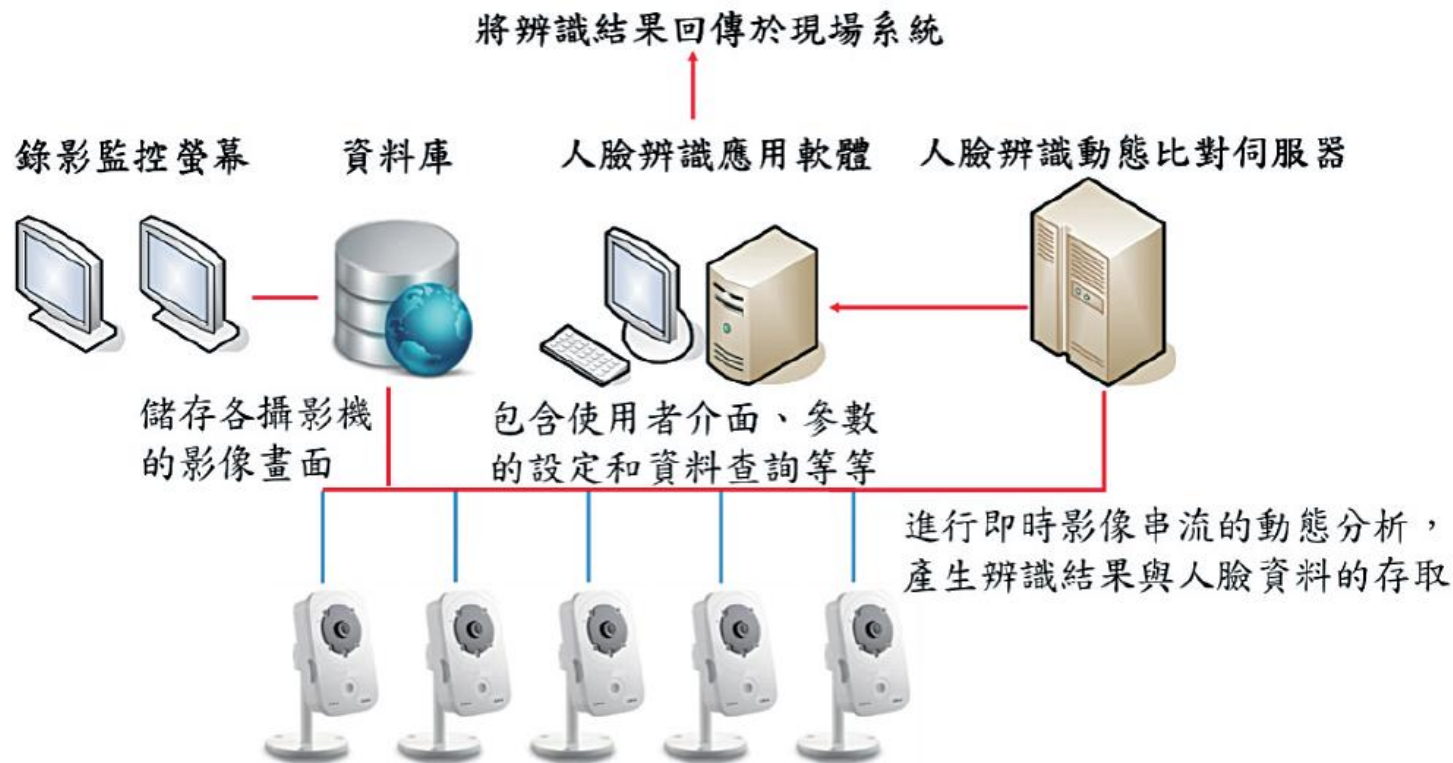 將辨識結果回傳於現場系統
錄影監控螢幕
資料庫
人臉辨識應用軟體
人臉辨識動態比對伺服器
儲存各攝影機
的影像畫面
包含使用者介面、參數
的設定和資料查詢等等
進行即時影像串流的動態分析，
產生辨識結果與人臉資料的存取